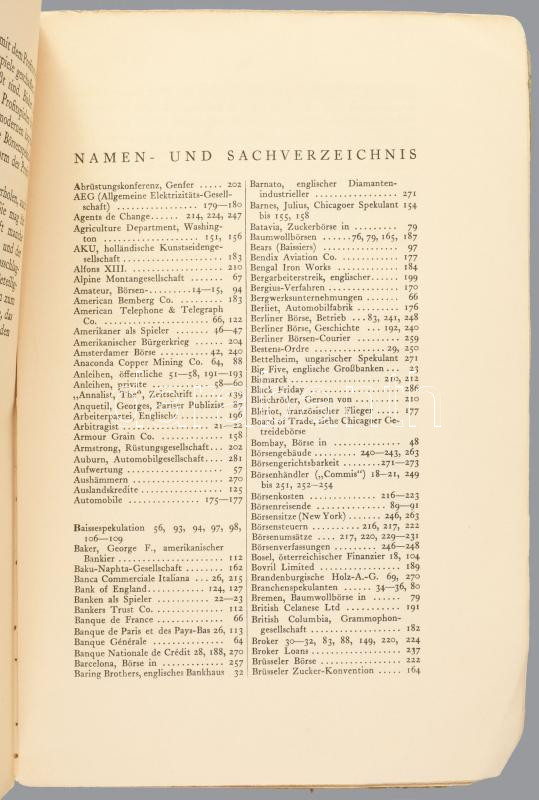 mit dem Profit
spiele
sind.
Profitspieler
modernen
Börsen
NAMEN- UND SACHVERZEICHNIS
Abrüstungskonferenz, Genfer ..... 202
AEG (Allgemeine Elektrizitäts-Gesell-
schaft) .................... 179—180
Agents de Change...... 214, 224, 247
Agriculture Department, Washing-
ton ...................... 151, 156
AKU, holländische Kunstseidenge-
sellschaft ...................... 183
Alfons XIII. .................... 210
Alpine Montangesellschaft ....... 67
Amateur, Börsen-.........14—15, 94
American Bemberg Co. .......... 183
American Telephone & Telegraph
Co. ....................... 66, 122
Amerikaner als Spieler ...... 46—47
Amerikanischer Bürgerkrieg ..... 204
Amsterdamer Börse ......... 42, 240
Anaconda Copper Mining Co. 64, 88
Anleihen, öffentliche 51—58, 191—193
Anleihen, private .......... 58—60
„Annalist, The“, Zeitschrift ...... 139
Anquetil, Georges, Pariser Publizist 87
Arbeiterpartei, Englische ........ 196
Arbitragist ................. 21—22
Armour Grain Co. ............. 158
Armstrong, Rüstungsgesellschaft... 202
Auburn, Automobilgesellschaft.... 281
Aufwertung .................... 57
Aushämmern ................... 270
Auslandskredite ................ 125
Automobile ............... 175—177
Baissespekulation 56, 93, 94, 97, 98,
106—109
Baker, George F., amerikanischer
Bankier ....................... 112
Baku-Naphta-Gesellschaft ....... 162
Banca Commerciale Italiana ... 26, 215
Bank of England........... 124, 127
Banken als Spieler .......... 22—23
Bankers Trust Co. .............. 112
Banque de France ............... 66
Banque de Paris et des Pays-Bas 26, 113
Banque Générale ................ 64
Banque Nationale de Crédit 28, 188, 270
Barcelona, Börse in ............. 257
Baring Brothers, englisches Bankhaus 32
Barnato, englischer Diamanten-
industrieller .................. 271
Barnes, Julius, Chicagoer Spekulant 154
bis 155, 158
Batavia, Zuckerbörse in .......... 79
Baumwollbörsen ......76, 79, 165, 187
Bears (Baissiers) ................. 97
Bendix Aviation Co. ............ 177
Bengal Iron Works ............. 184
Bergarbeiterstreik, englischer...... 199
Bergius-Verfahren .............. 170
Bergwerksunternehmungen ....... 66
Berliet, Automobilfabrik ......... 176
Berliner Börse, Betrieb ...83, 241, 248
Berliner Börse, Geschichte ... 192, 240
Berliner Börsen-Courier ......... 259
Bestens-Ordre .............. 29, 250
Bettelheim, ungarischer Spekulant 271
Big Five, englische Großbanken ... 23
Bismarck ................. 210, 212
Black Friday .................. 286
Bleichröder, Gerson von ......... 210
Blériot, französischer Flieger ..... 177
Board of Trade, siehe Chicagoer Ge-
treidebörse
Bombay, Börse in ............... 48
Börsengebäude ........ 240—243, 263
Börsengerichtsbarkeit ......271—273
Börsenhändler („Commis“) 18—21, 249
bis 251, 252—254
Börsenkosten ............. 216—223
Börsenreisende .............. 89—91
Börsensitze (New York) ..... 246, 263
Börsensteuern ......... 216, 217, 222
Börsenumsätze ... 217, 220, 229—231
Börsenverfassungen ........ 246—248
Bosel, österreichischer Finanzier 18, 104
Bovril Limited ................. 189
Brandenburgische Holz-A.-G. 69, 270
Branchenspekulanten ..... 34—36, 80
Bremen, Baumwollbörse in ...... 79
British Celanese Ltd ............ 191
British Columbia, Grammophon-
gesellschaft .................... 182
Broker 30—32, 83, 88, 149, 220, 224
Broker Loans................... 237
Brüsseler Börse ................ 222
Brüsseler Zucker-Konvention ..... 164